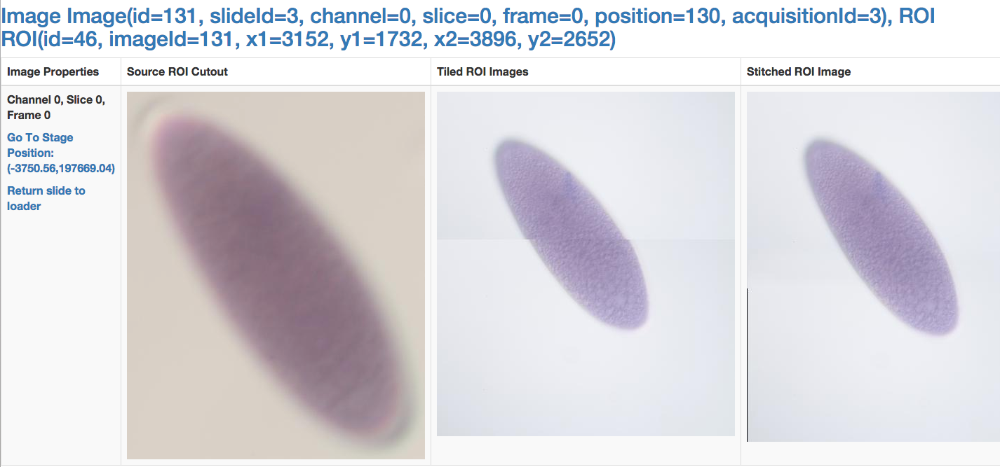 Image Image(id=131, slideId=3, channel=0, slice=0, frame=0, position=130, acquisitionId=3), ROI
ROI(id=46, imageId=131, x1=3152, y1=1732, x2=3896, y2=2652)
Image Properties
Source ROI Cutout
Tiled ROI Images
Stitched ROI Image
Channel 0, Slice 0,
Frame 0
Go To Stage
Position:
(-3750.56,197669.04)
Return slide to
loader